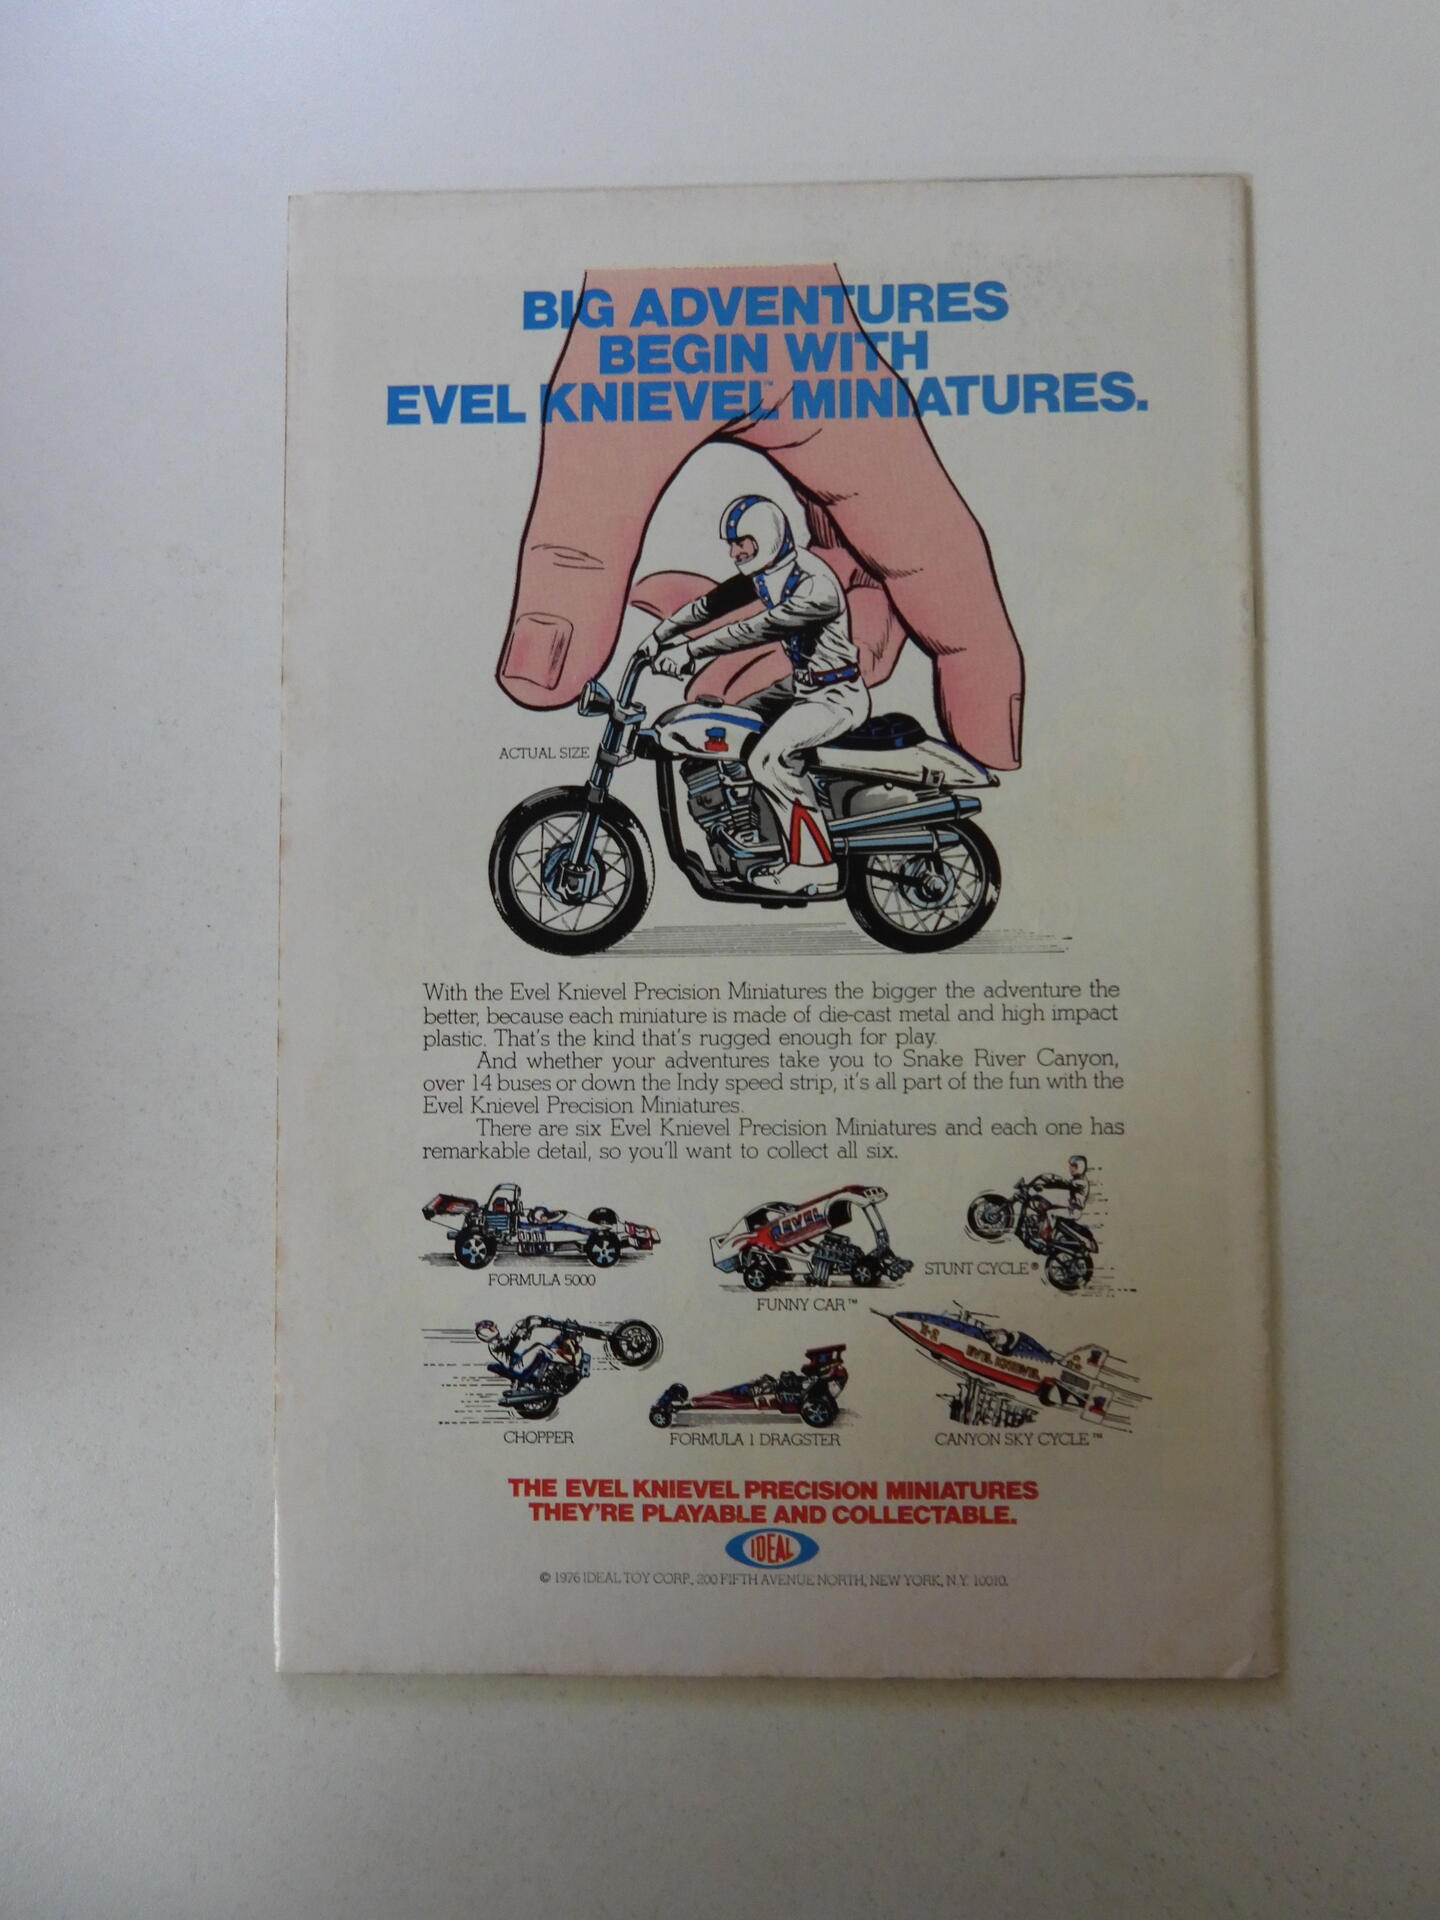 BIG ADVENTURES
BEGIN WITH
EVEL KNIEVEL™ MINIATURES.
ACTUAL SIZE
With the Evel Knievel Precision Miniatures the bigger the adventure the
better, because each miniature is made of die-cast metal and high impact
plastic. That's the kind that's rugged enough for play.
And whether your adventures take you to Snake River Canyon,
over 14 buses or down the Indy speed strip, it's all part of the fun with the
Evel Knievel Precision Miniatures.
There are six Evel Knievel Precision Miniatures and each one has
remarkable detail, so you'll want to collect all six.
EVEL
FORMULA 5000
FUNNY CAR™
STUNT CYCLE®
X-2
EVEL KNIEVEL
CHOPPER
FORMULA 1 DRAGSTER
CANYON SKY CYCLE™
THE EVEL KNIEVEL PRECISION MINIATURES
THEY'RE PLAYABLE AND COLLECTABLE.
IDEAL
© 1976 IDEAL TOY CORP., 200 FIFTH AVENUE NORTH, NEW YORK, N.Y. 10010.